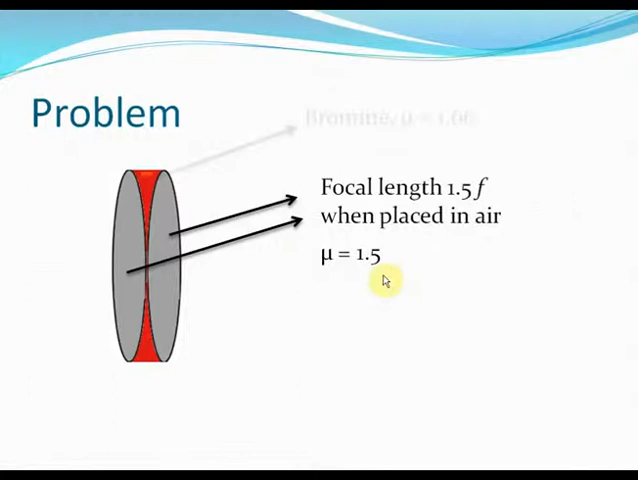 Problem
Bromine, μ = 1.66
Focal length 1.5 f
when placed in air
μ = 1.5